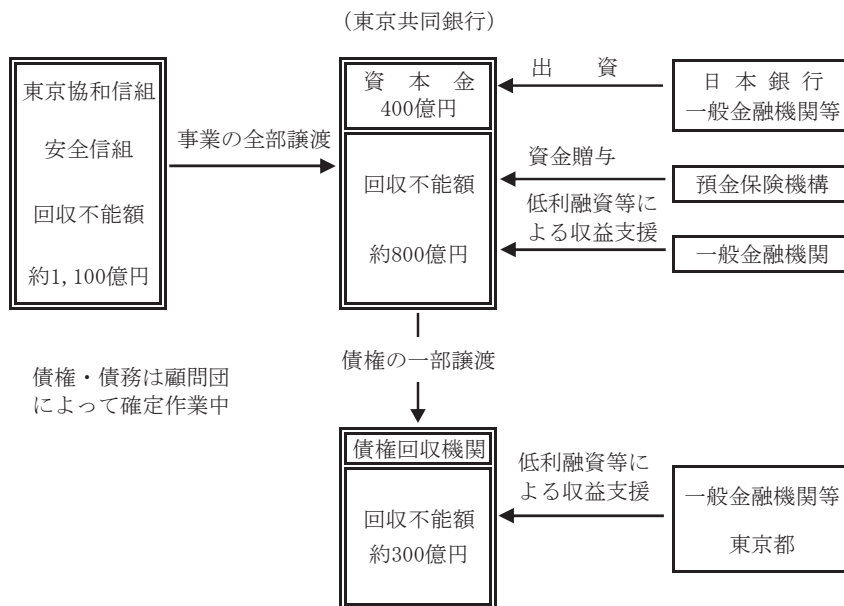 （東京共同銀行）
東京協和信組
安全信組
回収不能額
約1,100億円
事業の全部譲渡
資　本　金
400億円
回収不能額
約800億円
出　　資
日 本 銀 行
一般金融機関等
資金贈与
預金保険機構
低利融資等に
よる収益支援
一般金融機関
債権の一部譲渡
債権・債務は顧問団
によって確定作業中
債権回収機関
回収不能額
約300億円
低利融資等に
よる収益支援
一般金融機関等
東京都